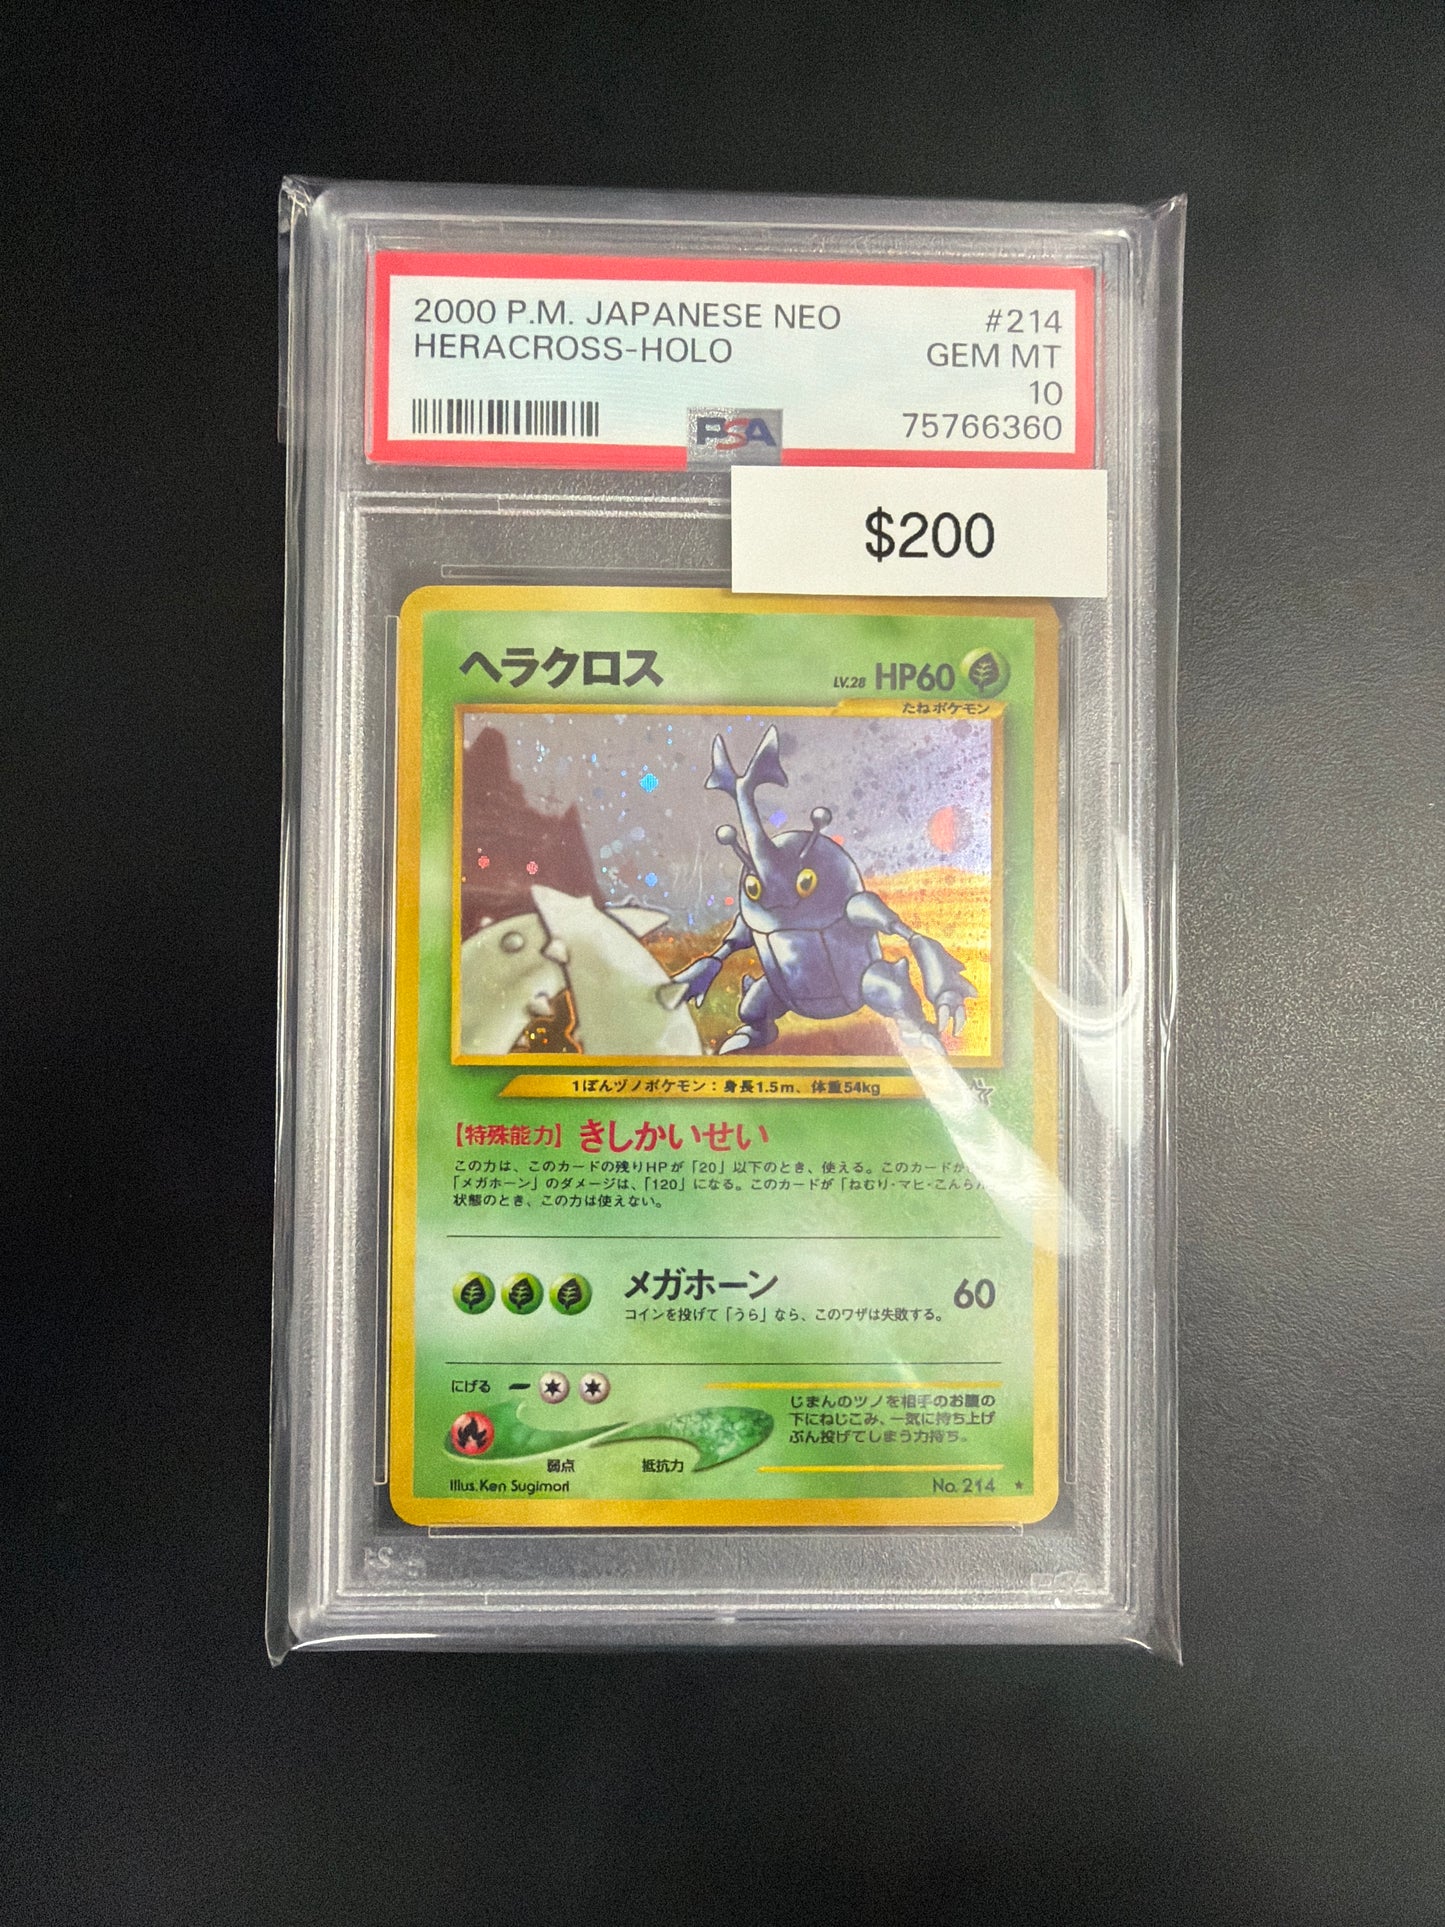 2000 P.M. JAPANESE NEO #214
HERACROSS-HOLO GEM MT
10
75766360
PSA
$200
ヘラクロス LV.28 HP60
たねポケモン
1ぽんヅノポケモン：身長1.5m、体重54kg
【特殊能力】きしかいせい
この力は、このカードの残りHPが「20」以下のとき、使える。このカードが
「メガホーン」のダメージは、「120」になる。このカードが「ねむり・マヒ・こんらん
状態のとき、この力は使えない。
メガホーン 60
コインを投げて「うら」なら、このワザは失敗する。
にげる
弱点 抵抗力
じまんのツノを相手のお腹の
下にねじこみ、一気に持ち上げ
ぶん投げてしまう力持ち。
Illus. Ken Sugimori No. 214